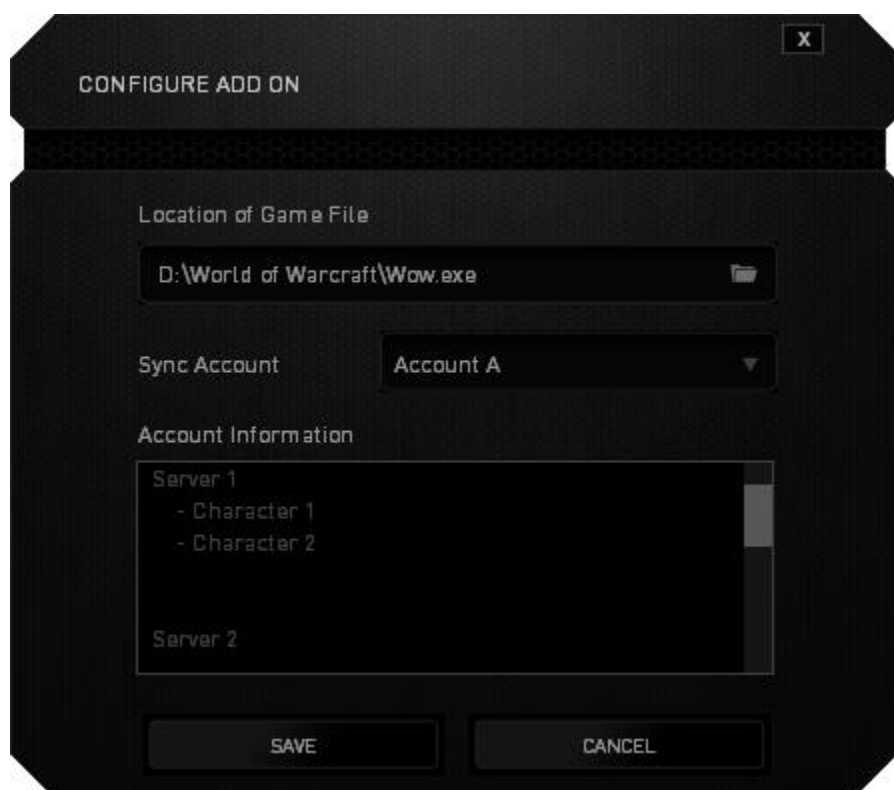 X
CONFIGURE ADD ON
Location of Game File
D:\World of Warcraft\Wow.exe
Sync Account Account A
Account Information
Server 1
- Character 1
- Character 2
Server 2
SAVE CANCEL